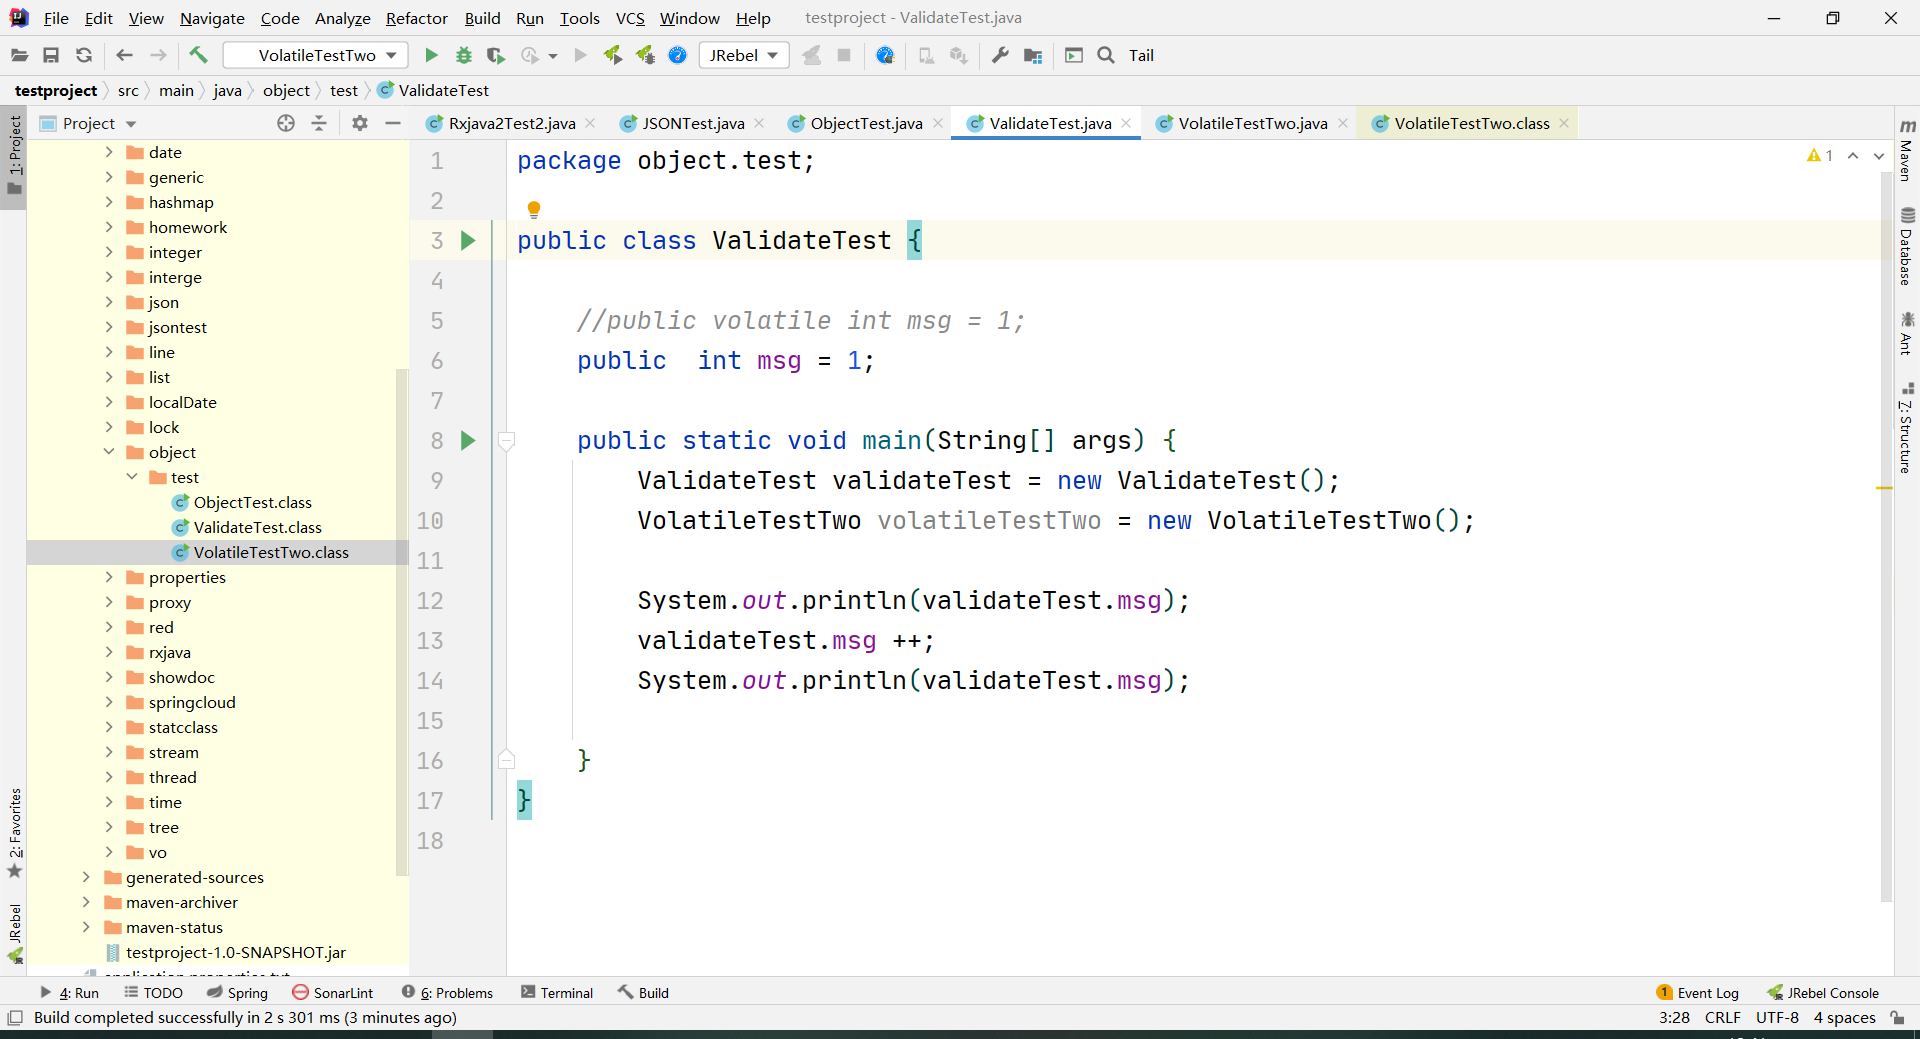 File Edit View Navigate Code Analyze Refactor Build Run Tools VCS Window Help testproject - ValidateTest.java
VolatileTestTwo JRebel Tail
testproject src main java object test ValidateTest
1: Project
2: Favorites
JRebel
Project
date
generic
hashmap
homework
integer
interge
json
jsontest
line
list
localDate
lock
object
test
ObjectTest.class
ValidateTest.class
VolatileTestTwo.class
properties
proxy
red
rxjava
showdoc
springcloud
statcclass
stream
thread
time
tree
vo
generated-sources
maven-archiver
maven-status
testproject-1.0-SNAPSHOT.jar
Rxjava2Test2.java JSONTest.java ObjectTest.java ValidateTest.java VolatileTestTwo.java VolatileTestTwo.class
1 package object.test;
2
3 public class ValidateTest {
4
5 //public volatile int msg = 1;
6 public  int msg = 1;
7
8 public static void main(String[] args) {
9 ValidateTest validateTest = new ValidateTest();
10 VolatileTestTwo volatileTestTwo = new VolatileTestTwo();
11
12 System.out.println(validateTest.msg);
13 validateTest.msg ++;
14 System.out.println(validateTest.msg);
15
16 }
17 }
18
1
Maven
Database
Ant
7: Structure
4: Run TODO Spring SonarLint 6: Problems Terminal Build 1 Event Log JRebel Console
Build completed successfully in 2 s 301 ms (3 minutes ago) 3:28 CRLF UTF-8 4 spaces